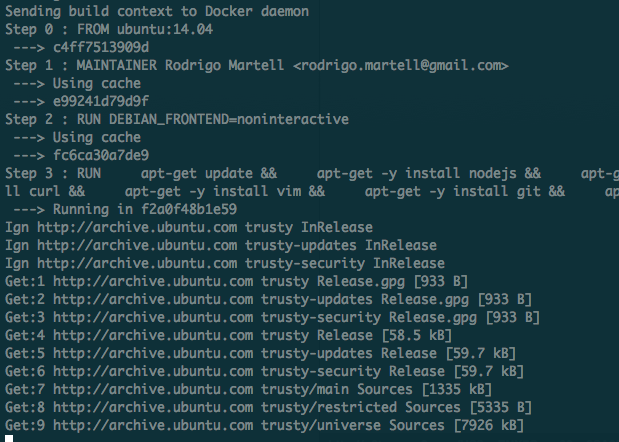 Sending build context to Docker daemon
Step 0 : FROM ubuntu:14.04
 ---> c4ff7513909d
Step 1 : MAINTAINER Rodrigo Martell <rodrigo.martell@gmail.com>
 ---> Using cache
 ---> e99241d79d9f
Step 2 : RUN DEBIAN_FRONTEND=noninteractive
 ---> Using cache
 ---> fc6ca30a7de9
Step 3 : RUN     apt-get update &&     apt-get -y install nodejs &&     apt-g
ll curl &&     apt-get -y install vim &&     apt-get -y install git &&     ap
 ---> Running in f2a0f48b1e59
Ign http://archive.ubuntu.com trusty InRelease
Ign http://archive.ubuntu.com trusty-updates InRelease
Ign http://archive.ubuntu.com trusty-security InRelease
Get:1 http://archive.ubuntu.com trusty Release.gpg [933 B]
Get:2 http://archive.ubuntu.com trusty-updates Release.gpg [933 B]
Get:3 http://archive.ubuntu.com trusty-security Release.gpg [933 B]
Get:4 http://archive.ubuntu.com trusty Release [58.5 kB]
Get:5 http://archive.ubuntu.com trusty-updates Release [59.7 kB]
Get:6 http://archive.ubuntu.com trusty-security Release [59.7 kB]
Get:7 http://archive.ubuntu.com trusty/main Sources [1335 kB]
Get:8 http://archive.ubuntu.com trusty/restricted Sources [5335 B]
Get:9 http://archive.ubuntu.com trusty/universe Sources [7926 kB]